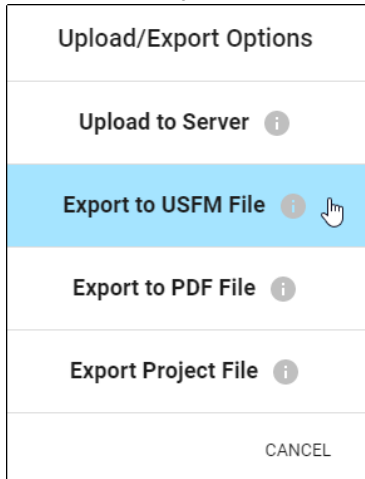 Upload/Export Options
Upload to Server
Export to USFM File
Export to PDF File
Export Project File
CANCEL